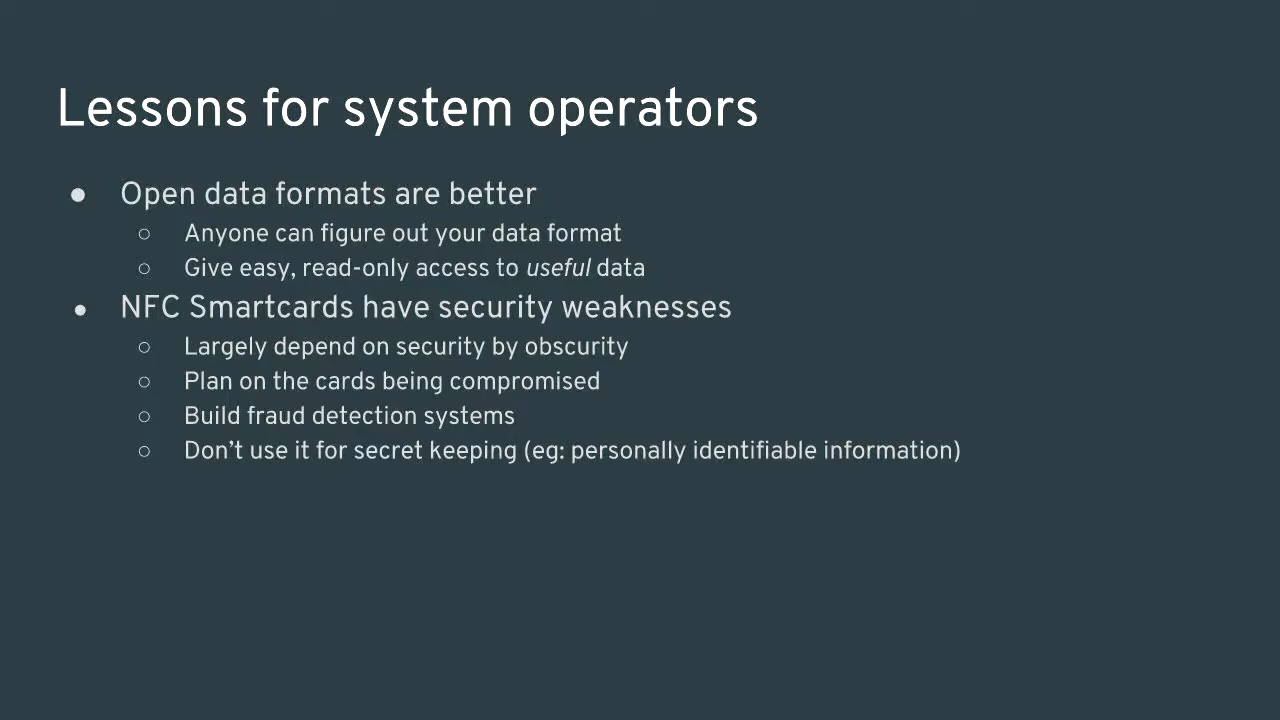 Lessons for system operators
● Open data formats are better
○ Anyone can figure out your data format
○ Give easy, read-only access to useful data
● NFC Smartcards have security weaknesses
○ Largely depend on security by obscurity
○ Plan on the cards being compromised
○ Build fraud detection systems
○ Don’t use it for secret keeping (eg: personally identifiable information)